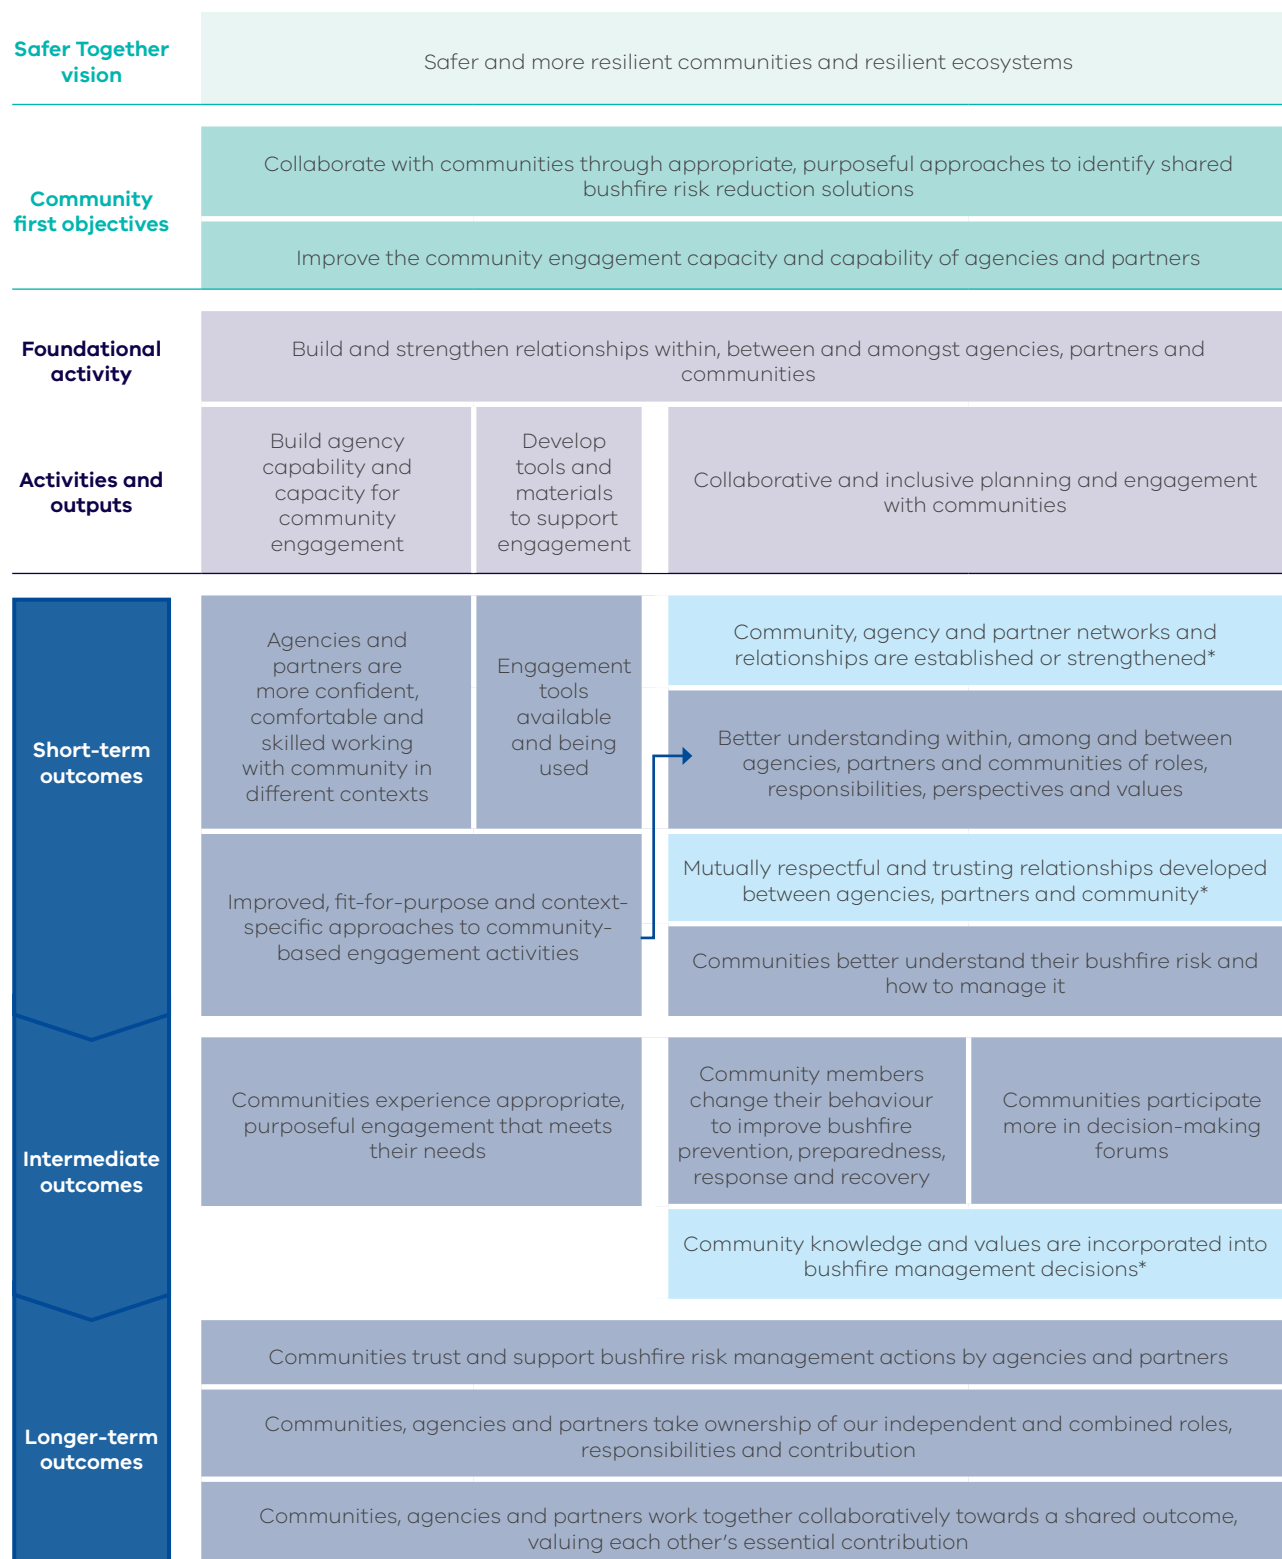 Safer Together
vision
Safer and more resilient communities and resilient ecosystems
Community
first objectives
Collaborate with communities through appropriate, purposeful approaches to identify shared
bushfire risk reduction solutions
Improve the community engagement capacity and capability of agencies and partners
Foundational
activity
Build and strengthen relationships within, between and amongst agencies, partners and
communities
Activities and
outputs
Build agency
capability and
capacity for
community
engagement
Develop
tools and
materials
to support
engagement
Collaborative and inclusive planning and engagement
with communities
Short-term
outcomes
Agencies and
partners are
more confident,
comfortable and
skilled working
with community in
different contexts
Engagement
tools
available
and being
used
Improved, fit-for-purpose and context-
specific approaches to community-
based engagement activities
Community, agency and partner networks and
relationships are established or strengthened*
Better understanding within, among and between
agencies, partners and communities of roles,
responsibilities, perspectives and values
Mutually respectful and trusting relationships developed
between agencies, partners and community*
Communities better understand their bushfire risk and
how to manage it
Intermediate
outcomes
Communities experience appropriate,
purposeful engagement that meets
their needs
Community members
change their behaviour
to improve bushfire
prevention, preparedness,
response and recovery
Communities participate
more in decision-making
forums
Community knowledge and values are incorporated into
bushfire management decisions*
Longer-term
outcomes
Communities trust and support bushfire risk management actions by agencies and partners
Communities, agencies and partners take ownership of our independent and combined roles,
responsibilities and contribution
Communities, agencies and partners work together collaboratively towards a shared outcome,
valuing each other's essential contribution